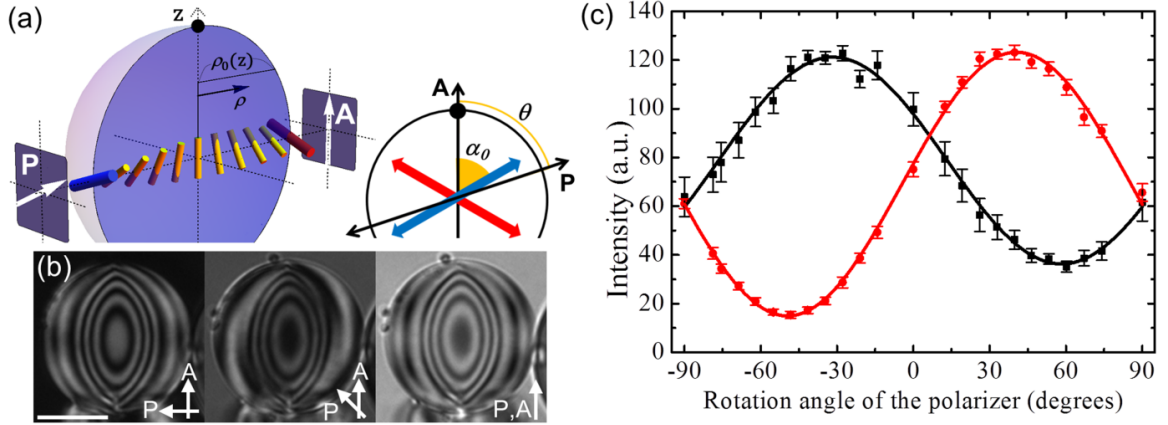 (a)
z
ρ₀(z)
ρ
P
A
A
θ
α₀
P
(b)
A
P
A
P
P,A
(c)
Intensity (a.u.)
140
120
100
80
60
40
20
0
-90 -60 -30 0 30 60 90
Rotation angle of the polarizer (degrees)